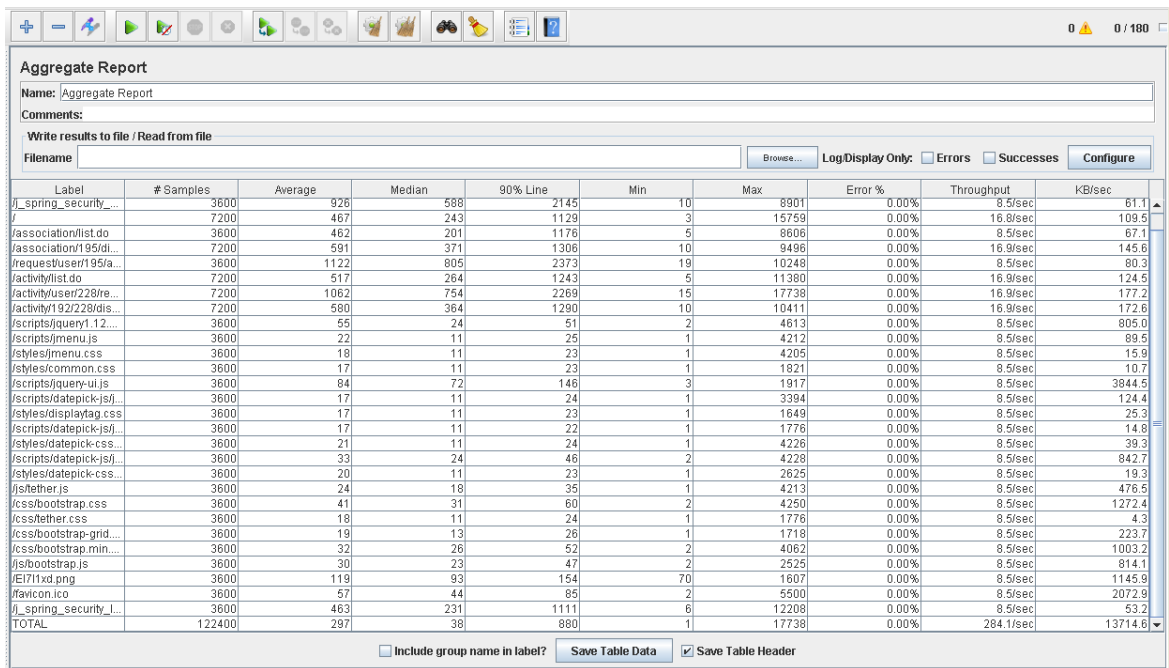 0 0 / 180
Aggregate Report
Name: Aggregate Report
Comments:
Write results to file / Read from file
Filename Browse... Log/Display Only: Errors Successes Configure
Label # Samples Average Median 90% Line Min Max Error % Throughput KB/sec
/j_spring_security_... 3600 926 588 2145 10 8901 0.00% 8.5/sec 61.1
/ 7200 467 243 1129 3 15759 0.00% 16.8/sec 109.5
/association/list.do 3600 462 201 1176 5 8606 0.00% 8.5/sec 67.1
/association/195/di... 7200 591 371 1306 10 9496 0.00% 16.9/sec 145.6
/request/user/195/a... 3600 1122 805 2373 19 10248 0.00% 8.5/sec 80.3
/activity/list.do 7200 517 264 1243 5 11380 0.00% 16.9/sec 124.5
/activity/user/228/re... 7200 1062 754 2269 15 17738 0.00% 16.9/sec 177.2
/activity/192/228/dis... 7200 580 364 1290 10 10411 0.00% 16.9/sec 172.6
/scripts/jquery1.12.... 3600 55 24 51 2 4613 0.00% 8.5/sec 805.0
/scripts/jmenu.js 3600 22 11 25 1 4212 0.00% 8.5/sec 89.5
/styles/jmenu.css 3600 18 11 23 1 4205 0.00% 8.5/sec 15.9
/styles/common.css 3600 17 11 23 1 1821 0.00% 8.5/sec 10.7
/scripts/jquery-ui.js 3600 84 72 146 3 1917 0.00% 8.5/sec 3844.5
/scripts/datepick-js/j... 3600 17 11 24 1 3394 0.00% 8.5/sec 124.4
/styles/displaytag.css 3600 17 11 23 1 1649 0.00% 8.5/sec 25.3
/scripts/datepick-js/j... 3600 17 11 22 1 1776 0.00% 8.5/sec 14.8
/styles/datepick-css... 3600 21 11 24 1 4226 0.00% 8.5/sec 39.3
/scripts/datepick-js/j... 3600 33 24 46 2 4228 0.00% 8.5/sec 842.7
/styles/datepick-css... 3600 20 11 23 1 2625 0.00% 8.5/sec 19.3
/js/tether.js 3600 24 18 35 1 4213 0.00% 8.5/sec 476.5
/css/bootstrap.css 3600 41 31 60 2 4250 0.00% 8.5/sec 1272.4
/css/tether.css 3600 18 11 24 1 1776 0.00% 8.5/sec 4.3
/css/bootstrap-grid.... 3600 19 13 26 1 1718 0.00% 8.5/sec 223.7
/css/bootstrap.min.... 3600 32 26 52 2 4062 0.00% 8.5/sec 1003.2
/js/bootstrap.js 3600 30 23 47 2 2525 0.00% 8.5/sec 814.1
/EI7l1xd.png 3600 119 93 154 70 1607 0.00% 8.5/sec 1145.9
/favicon.ico 3600 57 44 85 2 5500 0.00% 8.5/sec 2072.9
/j_spring_security_l... 3600 463 231 1111 6 12208 0.00% 8.5/sec 53.2
TOTAL 122400 297 38 880 1 17738 0.00% 284.1/sec 13714.6
Include group name in label? Save Table Data Save Table Header